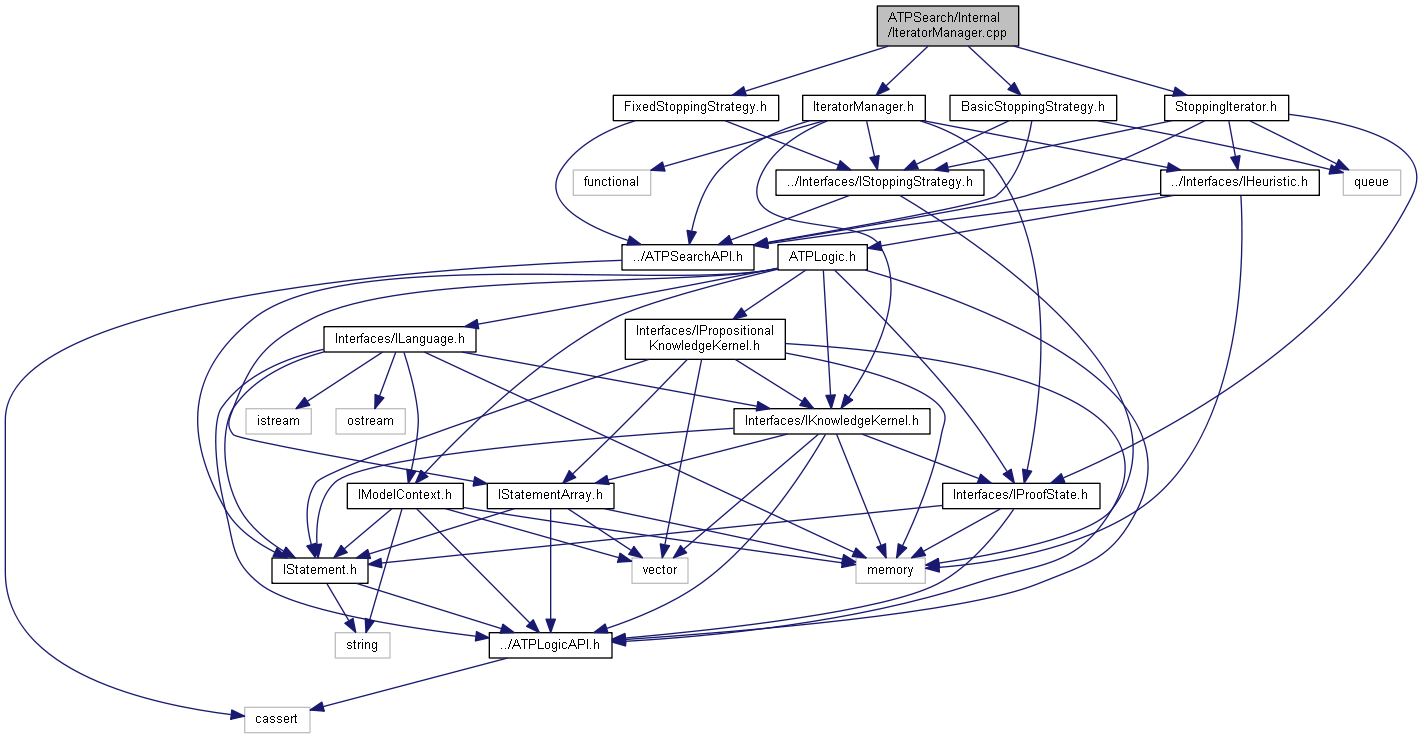 ATPSearch/Internal
/IteratorManager.cpp
FixedStoppingStrategy.h
IteratorManager.h
BasicStoppingStrategy.h
StoppingIterator.h
functional
../Interfaces/IStoppingStrategy.h
../Interfaces/IHeuristic.h
queue
../ATPSearchAPI.h
ATPLogic.h
Interfaces/ILanguage.h
Interfaces/IPropositional
KnowledgeKernel.h
istream
ostream
Interfaces/IKnowledgeKernel.h
IModelContext.h
IStatementArray.h
Interfaces/IProofState.h
IStatement.h
vector
memory
string
../ATPLogicAPI.h
cassert